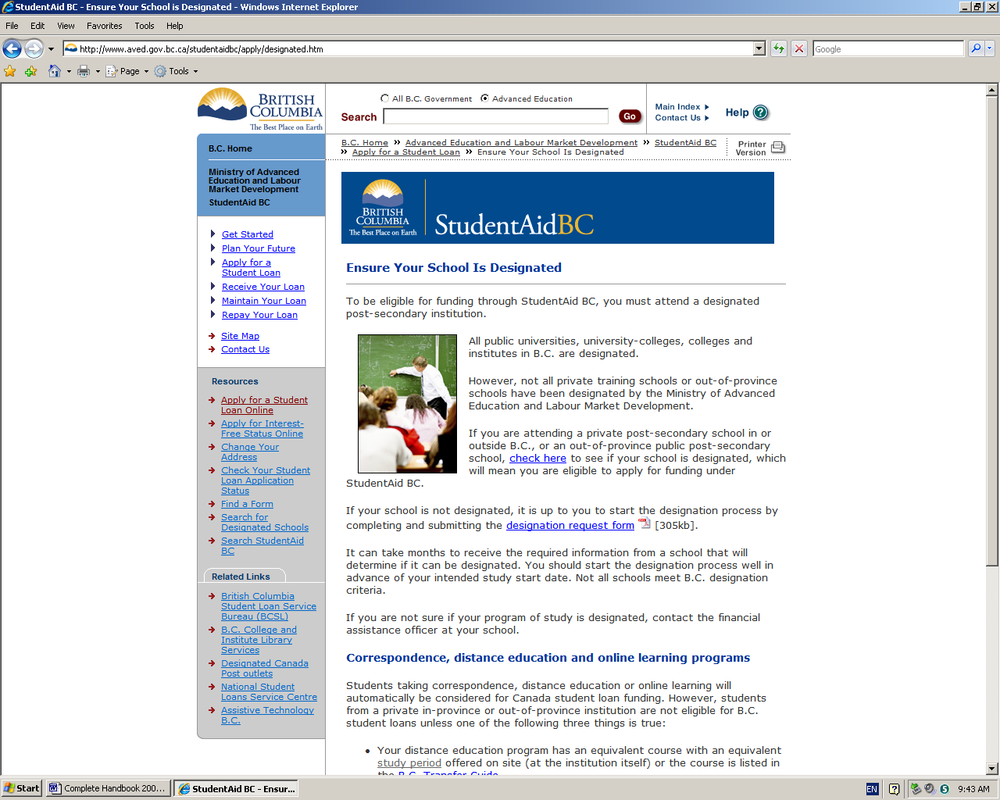 StudentAid BC - Ensure Your School is Designated - Windows Internet Explorer
File Edit View Favorites Tools Help
http://www.aved.gov.bc.ca/studentaidbc/apply/designated.htm
Google
Page Tools
BRITISH
COLUMBIA
The Best Place on Earth
All B.C. Government Advanced Education
Search Go
Main Index
Contact Us
Help ?
B.C. Home » Advanced Education and Labour Market Development » StudentAid BC
» Apply for a Student Loan » Ensure Your School Is Designated
Printer
Version
B.C. Home
Ministry of Advanced
Education and Labour
Market Development
StudentAid BC
Get Started
Plan Your Future
Apply for a
Student Loan
Receive Your Loan
Maintain Your Loan
Repay Your Loan
Site Map
Contact Us
Resources
Apply for a Student
Loan Online
Apply for Interest-
Free Status Online
Change Your
Address
Check Your Student
Loan Application
Status
Find a Form
Search for
Designated Schools
Search StudentAid
BC
Related Links
British Columbia
Student Loan Service
Bureau (BCSL)
B.C. College and
Institute Library
Services
Designated Canada
Post outlets
National Student
Loans Service Centre
Assistive Technology
B.C.
BRITISH
COLUMBIA
The Best Place on Earth
StudentAidBC
Ensure Your School Is Designated
To be eligible for funding through StudentAid BC, you must attend a designated
post-secondary institution.
All public universities, university-colleges, colleges and
institutes in B.C. are designated.
However, not all private training schools or out-of-province
schools have been designated by the Ministry of Advanced
Education and Labour Market Development.
If you are attending a private post-secondary school in or
outside B.C., or an out-of-province public post-secondary
school, check here to see if your school is designated, which
will mean you are eligible to apply for funding under
StudentAid BC.
If your school is not designated, it is up to you to start the designation process by
completing and submitting the designation request form [305kb].
It can take months to receive the required information from a school that will
determine if it can be designated. You should start the designation process well in
advance of your intended study start date. Not all schools meet B.C. designation
criteria.
If you are not sure if your program of study is designated, contact the financial
assistance officer at your school.
Correspondence, distance education and online learning programs
Students taking correspondence, distance education or online learning will
automatically be considered for Canada student loan funding. However, students
from a private in-province or out-of-province institution are not eligible for B.C.
student loans unless one of the following three things is true:
• Your distance education program has an equivalent course with an equivalent
study period offered on site (at the institution itself) or the course is listed in
the B.C. Transfer Guide
Start Complete Handbook 200... StudentAid BC - Ensur... EN 9:43 AM